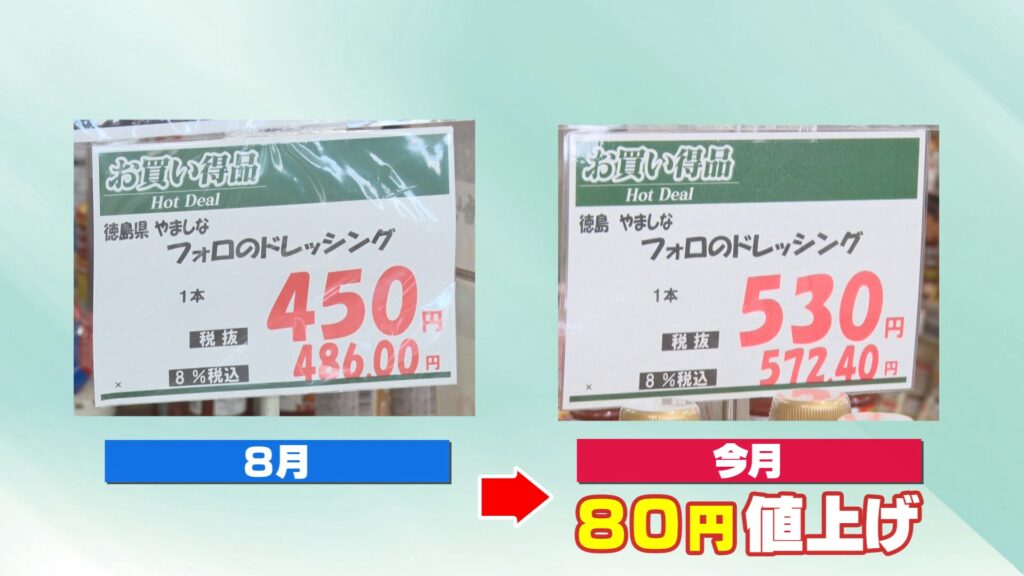 お買い得品
Hot Deal
徳島県 やましな
フォロのドレッシング
1本
450円
税抜
486.00円
8%税込
×
8月
お買い得品
Hot Deal
徳島 やましな
フォロのドレッシング
1本
530円
税抜
572.40円
8%税込
×
今月
80円値上げ